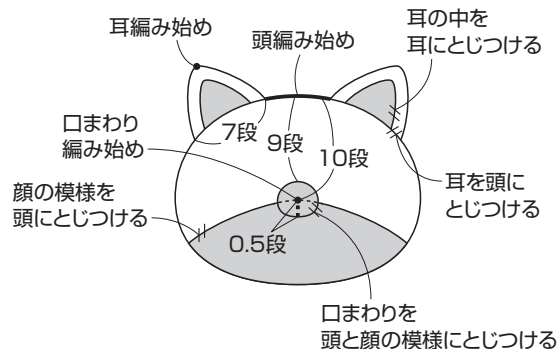 耳編み始め
頭編み始め
耳の中を
耳にとじつける
口まわり
編み始め
7段
9段
10段
顔の模様を
頭にとじつける
耳を頭に
とじつける
0.5段
口まわりを
頭と顔の模様にとじつける